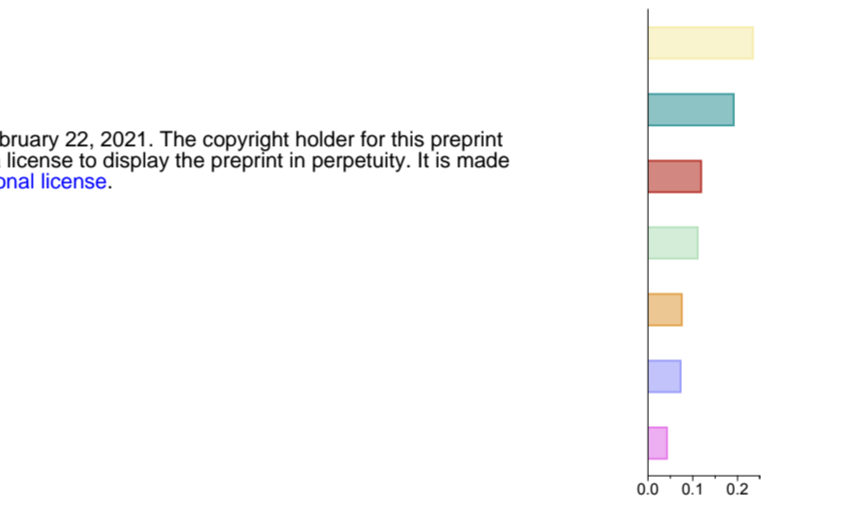 bruary 22, 2021. The copyright holder for this preprint
license to display the preprint in perpetuity. It is made
onal license.
0.0 0.1 0.2